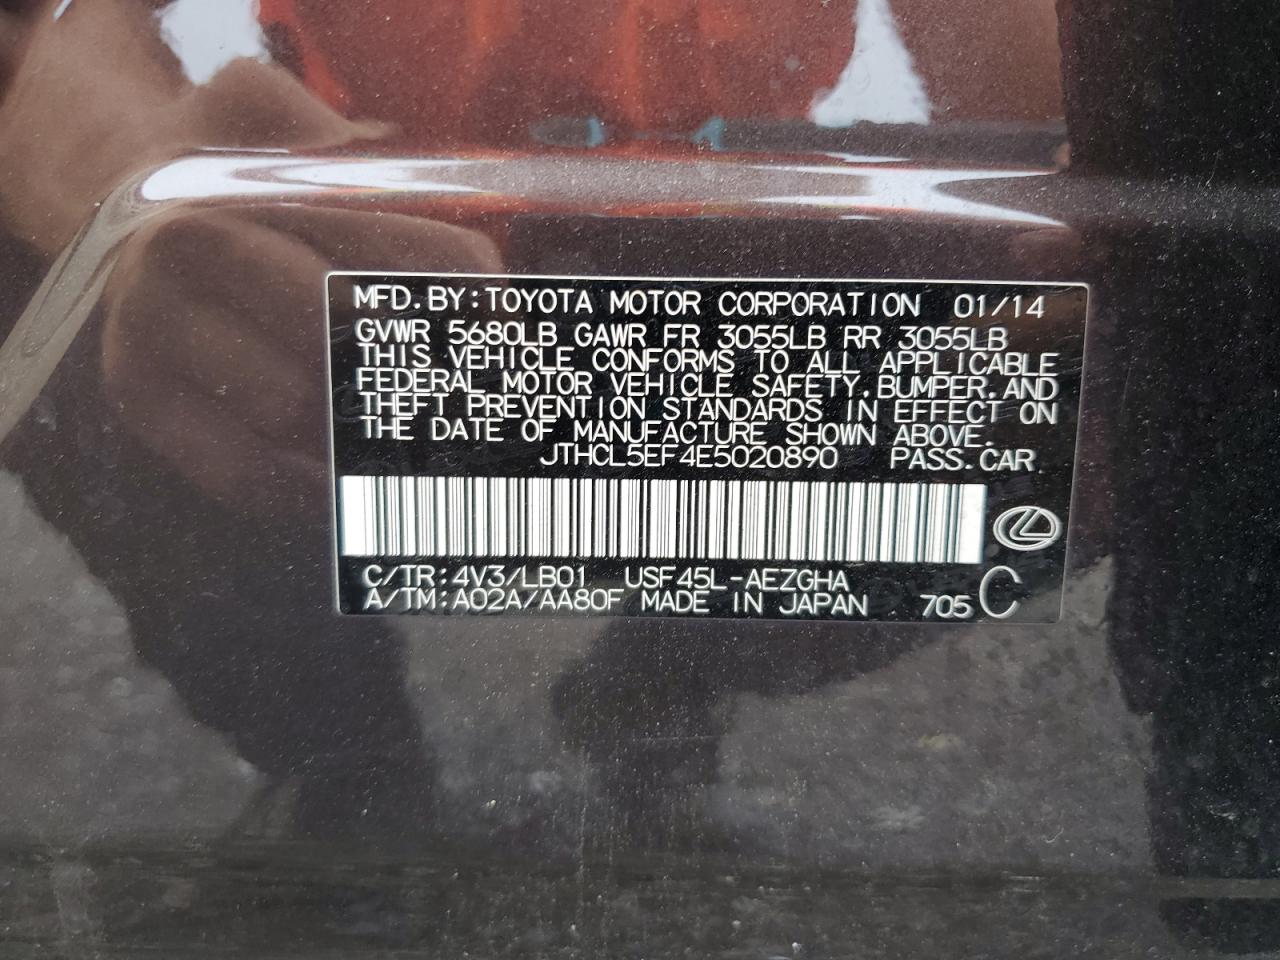 MFD.BY:TOYOTA MOTOR CORPORATION 01/14
GVWR 5680LB GAWR FR 3055LB RR 3055LB
THIS VEHICLE CONFORMS TO ALL APPLICABLE
FEDERAL MOTOR VEHICLE SAFETY,BUMPER,AND
THEFT PREVENTION STANDARDS IN EFFECT ON
THE DATE OF MANUFACTURE SHOWN ABOVE.
JTHCL5EF4E5020890 PASS.CAR
C/TR:4V3/LB01 USF45L-AEZGHA
A/TM:A02A/AA80F MADE IN JAPAN 705 C